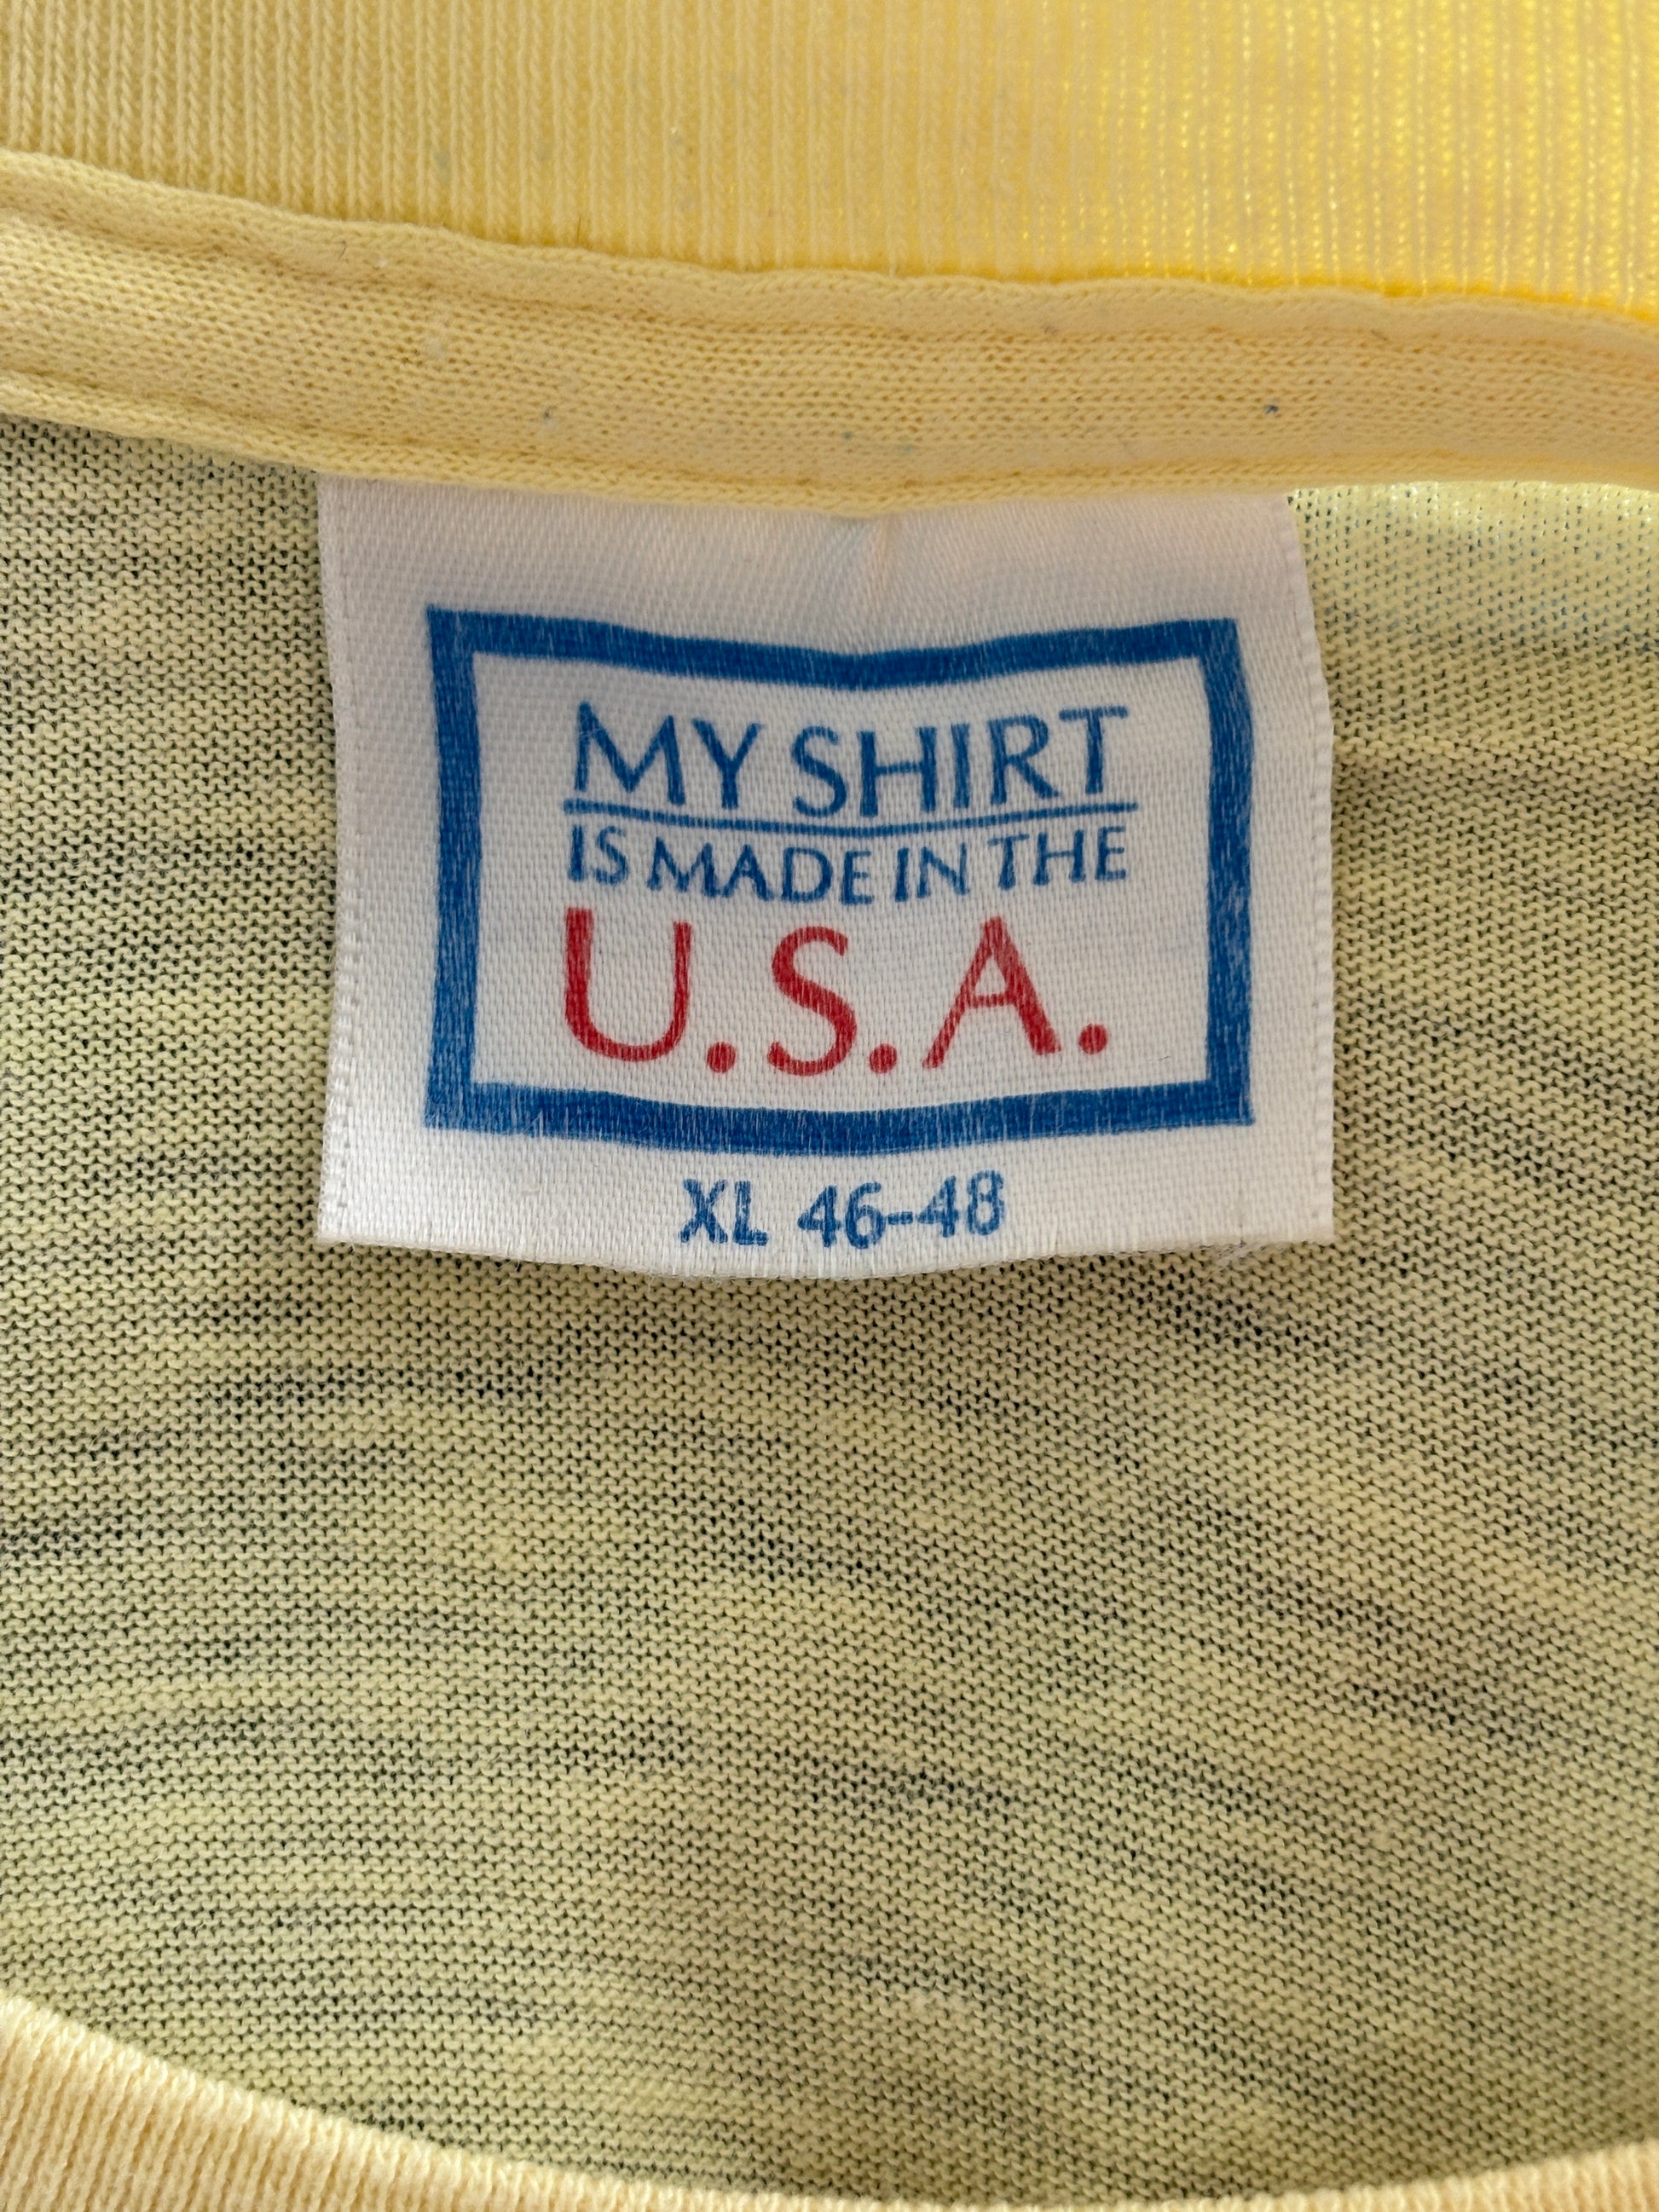 MY SHIRT
IS MADE IN THE
U.S.A.
XL 46-48